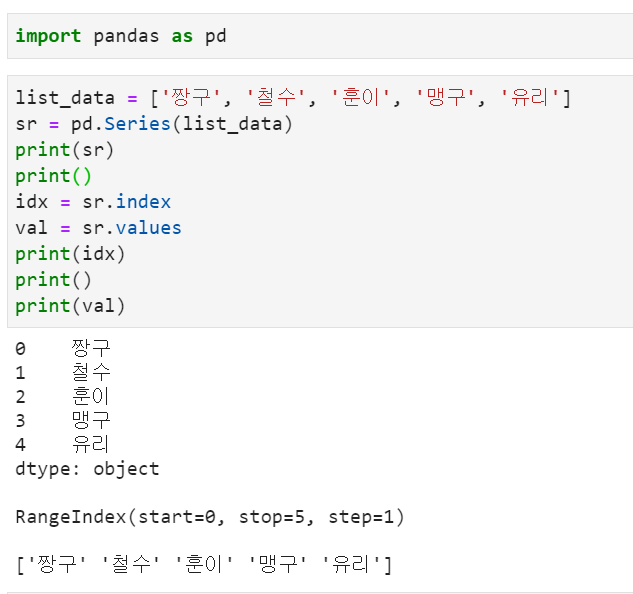 import pandas as pd
list_data = ['짱구', '철수', '훈이', '맹구', '유리']
sr = pd.Series(list_data)
print(sr)
print()
idx = sr.index
val = sr.values
print(idx)
print()
print(val)
0    짱구
1    철수
2    훈이
3    맹구
4    유리
dtype: object
RangeIndex(start=0, stop=5, step=1)
['짱구' '철수' '훈이' '맹구' '유리']